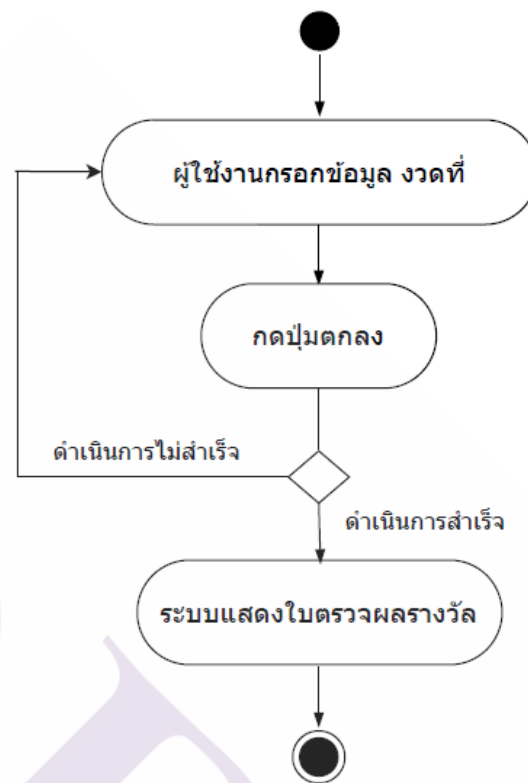 ผู้ใช้งานกรอกข้อมูล งวดที่
กดปุ่มตกลง
ดำเนินการไม่สำเร็จ
ดำเนินการสำเร็จ
ระบบแสดงใบตรวจผลรางวัล